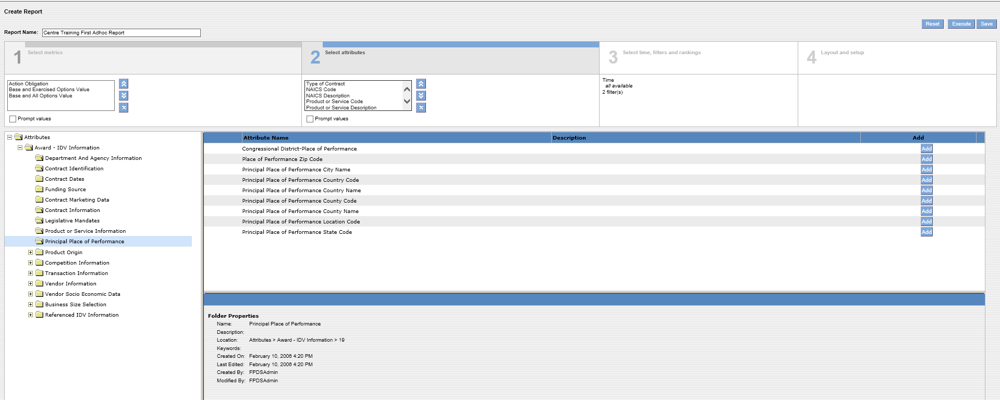 Create Report
Reset Execute Save
Report Name: Centre Training First Adhoc Report
1 Select metrics
2 Select attributes
3 Select time, filters and rankings
4 Layout and setup
Action Obligation
Base and Exercised Options Value
Base and All Options Value
Prompt values
Type of Contract
NAICS Code
NAICS Description
Product or Service Code
Product or Service Description
Prompt values
Time
all available
2 filter(s)
Attributes
Award - IDV Information
Department And Agency Information
Contract Identification
Contract Dates
Funding Source
Contract Marketing Data
Contract Information
Legislative Mandates
Product or Service Information
Principal Place of Performance
Product Origin
Competition Information
Transaction Information
Vendor Information
Vendor Socio Economic Data
Business Size Selection
Referenced IDV Information
Attribute Name Description Add
Congressional District-Place of Performance Add
Place of Performance Zip Code Add
Principal Place of Performance City Name Add
Principal Place of Performance Country Code Add
Principal Place of Performance Country Name Add
Principal Place of Performance County Code Add
Principal Place of Performance County Name Add
Principal Place of Performance Location Code Add
Principal Place of Performance State Code Add
Folder Properties
Name: Principal Place of Performance
Description:
Location: Attributes > Award - IDV Information > 19
Keywords:
Created On: February 10, 2006 4:20 PM
Last Edited: February 10, 2006 4:20 PM
Created By: FPDSAdmin
Modified By: FPDSAdmin